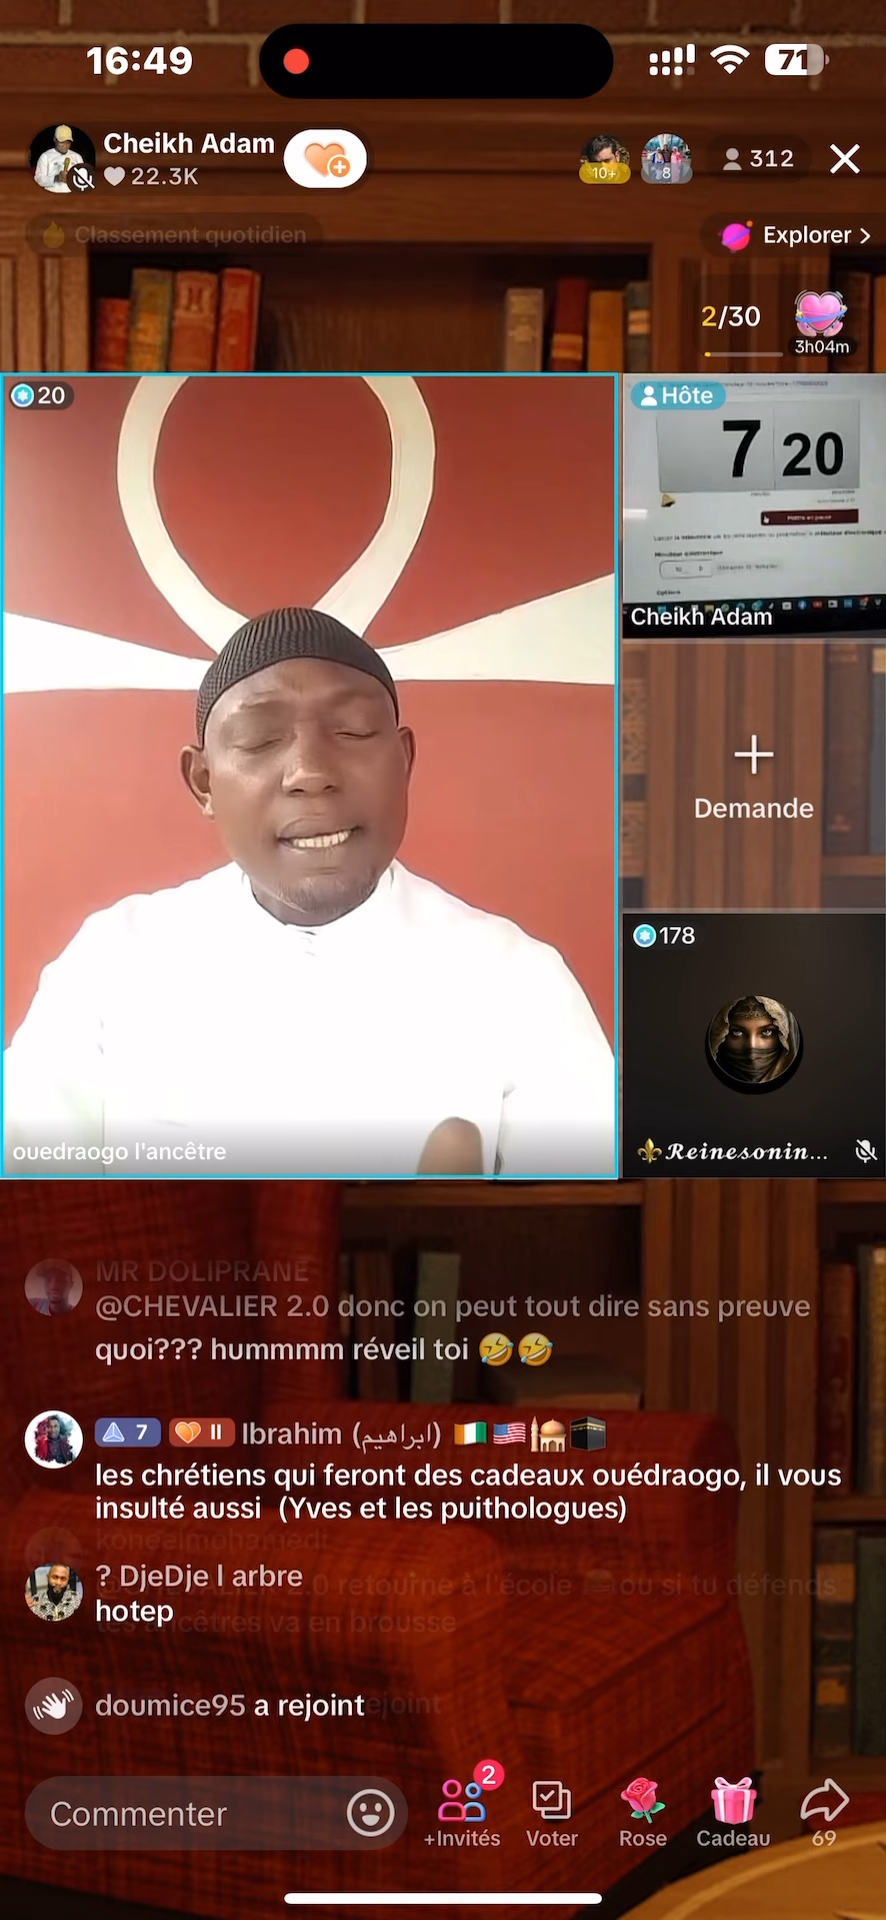 16:49
71
Cheikh Adam
22.3K
10+
8
312
Classement quotidien
Explorer >
2/30
3h04m
20
Hôte
7 20
Cheikh Adam
Demande
178
ouedraogo l'ancêtre
Reinesonin...
MR DOLIPRANE
@CHEVALIER 2.0 donc on peut tout dire sans preuve
quoi??? hummmm réveil toi 🤣🤣
7 II Ibrahim (ابراهيم) 🇨🇮🇺🇸🕌🕋
les chrétiens qui feront des cadeaux ouédraogo, il vous
insulté aussi (Yves et les puithologues)
? DjeDje l arbre
hotep
doumice95 a rejoint
Commenter
2
+Invités
Voter
Rose
Cadeau
69